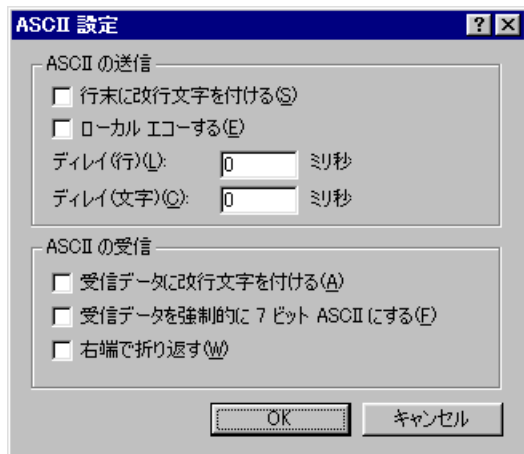 ASCII 設定
ASCII の送信
行末に改行文字を付ける(S)
ローカル エコーする(E)
ディレイ(行)(L): 0 ミリ秒
ディレイ(文字)(C): 0 ミリ秒
ASCII の受信
受信データに改行文字を付ける(A)
受信データを強制的に 7 ビット ASCII にする(F)
右端で折り返す(W)
OK キャンセル